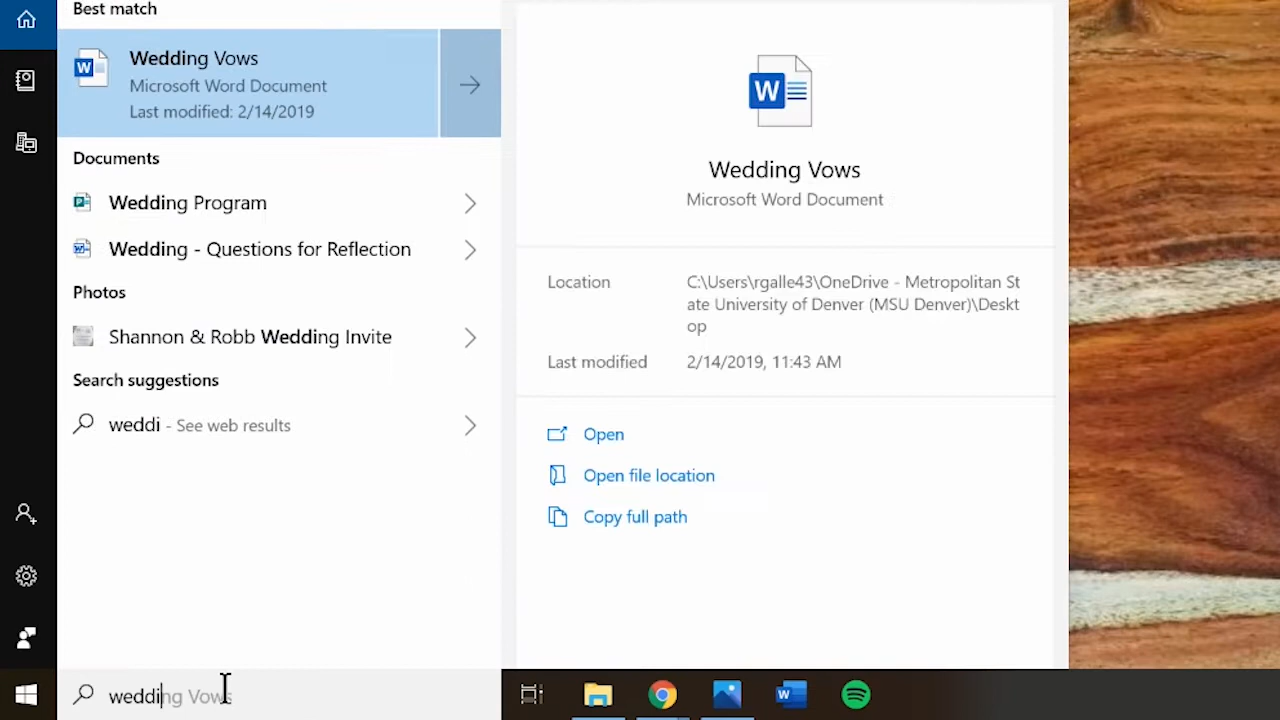 Best match
Wedding Vows
Microsoft Word Document
Last modified: 2/14/2019
Documents
Wedding Program
Wedding - Questions for Reflection
Photos
Shannon & Robb Wedding Invite
Search suggestions
weddi - See web results
wedding Vows
W
Wedding Vows
Microsoft Word Document
Location
C:\Users\rgalle43\OneDrive - Metropolitan St
ate University of Denver (MSU Denver)\Deskt
op
Last modified
2/14/2019, 11:43 AM
Open
Open file location
Copy full path